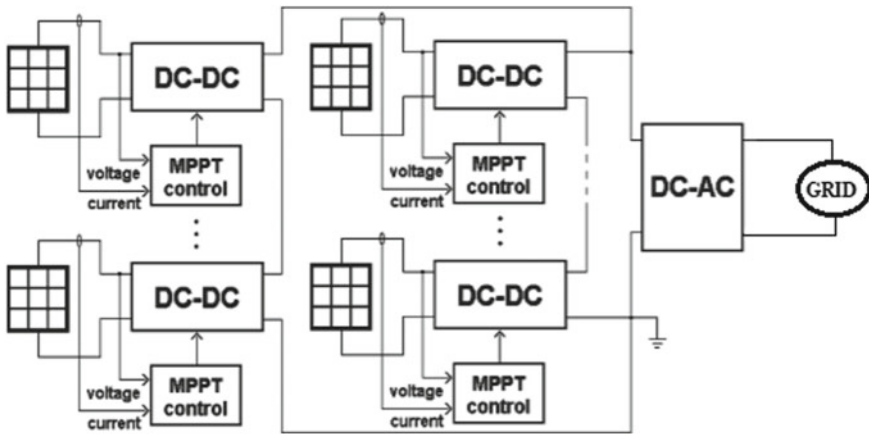 DC-DC
DC-DC
voltage
MPPT
control
current
voltage
MPPT
control
current
DC-AC
GRID
DC-DC
DC-DC
voltage
MPPT
control
current
voltage
MPPT
control
current